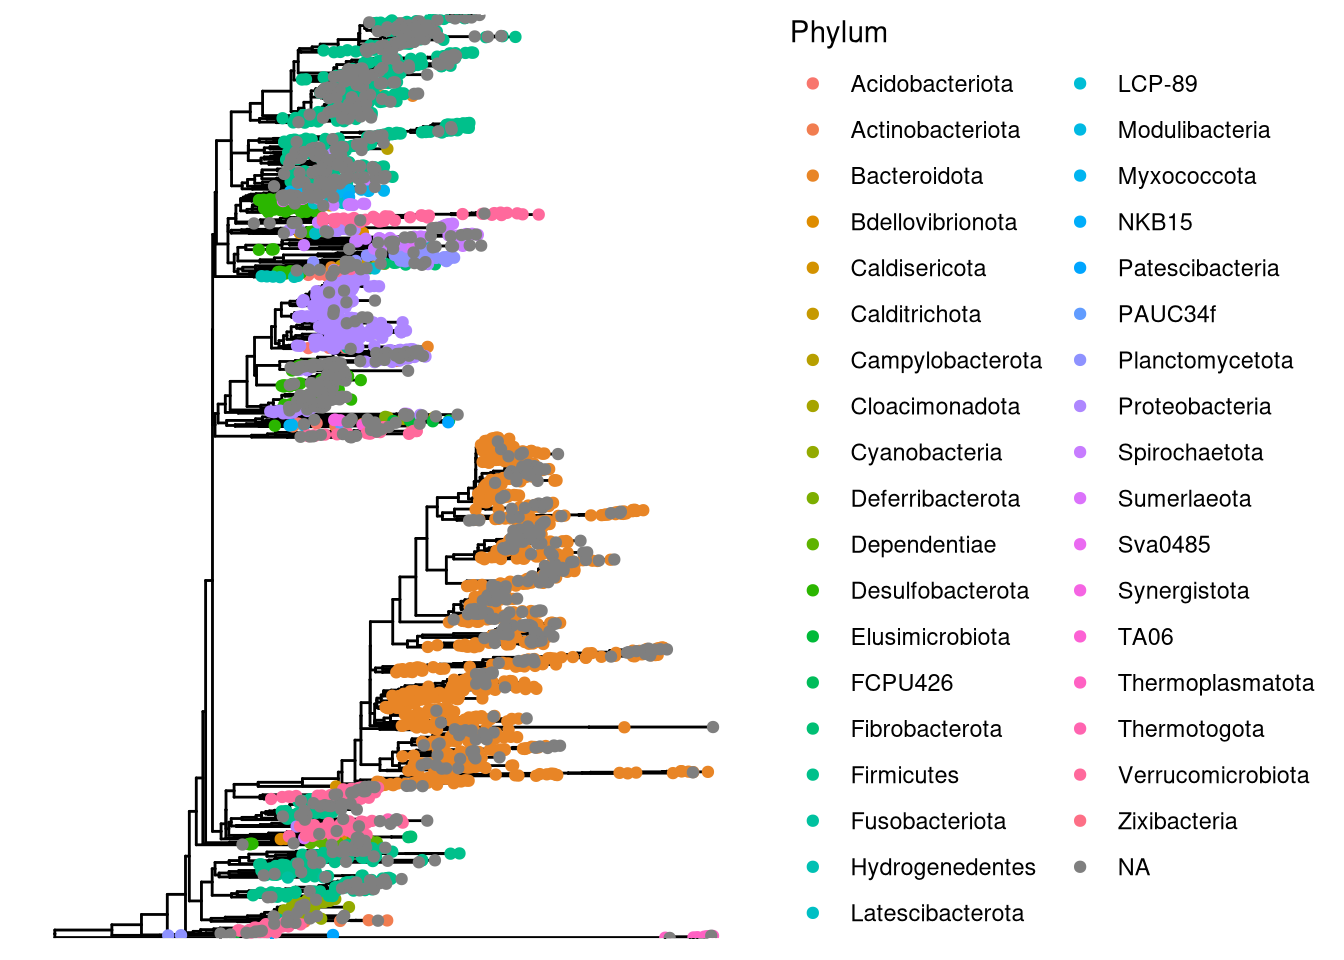 Phylum
Acidobacteriota
Actinobacteriota
Bacteroidota
Bdellovibrionota
Caldisericota
Calditrichota
Campylobacterota
Cloacimonadota
Cyanobacteria
Deferribacterota
Dependentiae
Desulfobacterota
Elusimicrobiota
FCPU426
Fibrobacterota
Firmicutes
Fusobacteriota
Hydrogenedentes
Latescibacterota
LCP-89
Modulibacteria
Myxococcota
NKB15
Patescibacteria
PAUC34f
Planctomycetota
Proteobacteria
Spirochaetota
Sumerlaeota
Sva0485
Synergistota
TA06
Thermoplasmatota
Thermotogota
Verrucomicrobiota
Zixibacteria
NA